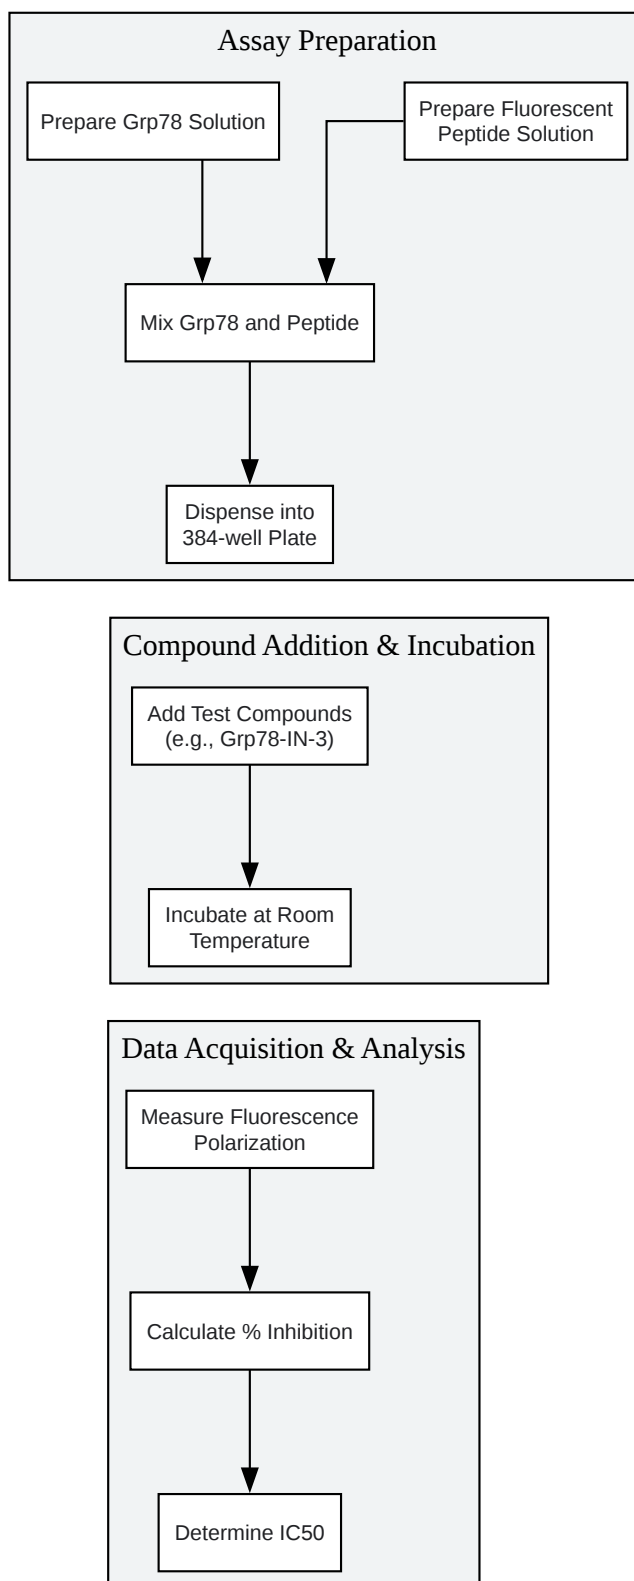 Assay Preparation
Prepare Grp78 Solution
Prepare Fluorescent
Peptide Solution
Mix Grp78 and Peptide
Dispense into
384-well Plate
Compound Addition & Incubation
Add Test Compounds
(e.g., Grp78-IN-3)
Incubate at Room
Temperature
Data Acquisition & Analysis
Measure Fluorescence
Polarization
Calculate % Inhibition
Determine IC50